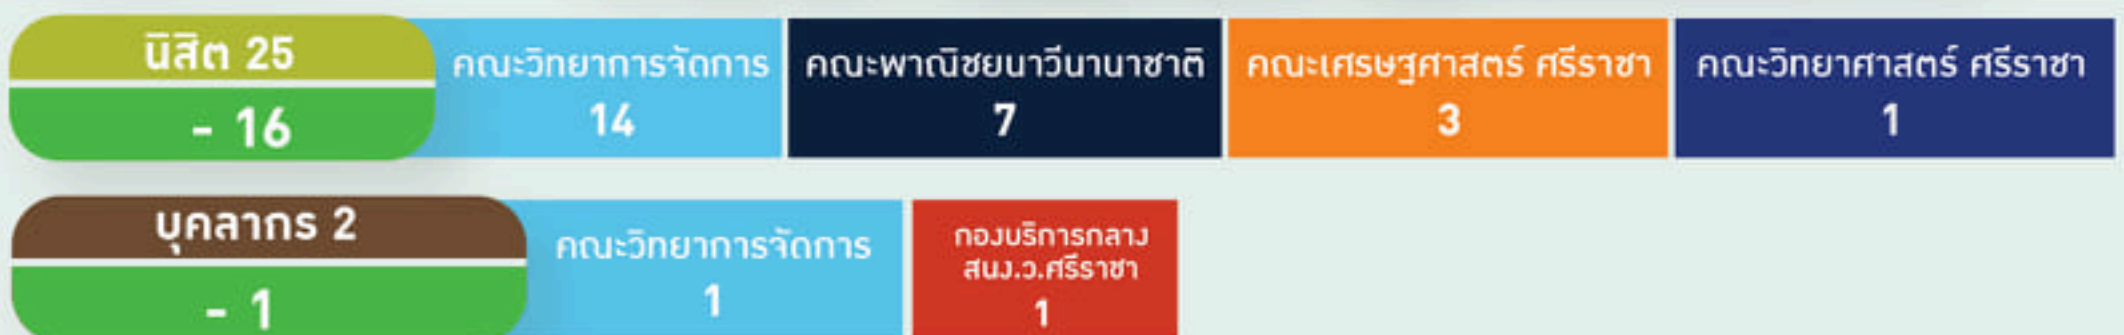 นิสิต 25
- 16
คณะวิทยาการจัดการ
14
คณะพาณิชยนาวีนานาชาติ
7
คณะเศรษฐศาสตร์ ศรีราชา
3
คณะวิทยาศาสตร์ ศรีราชา
1
บุคลากร 2
- 1
คณะวิทยาการจัดการ
1
กองบริการกลาง
สนง.ว.ศรีราชา
1